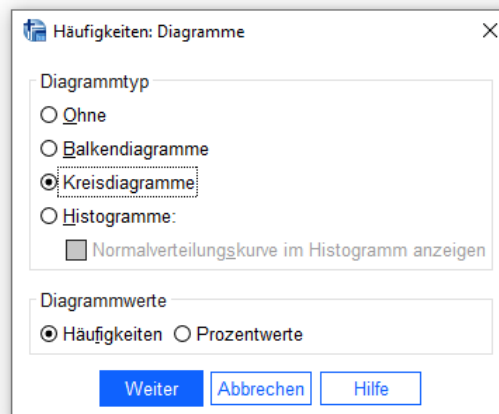 Häufigkeiten: Diagramme
Diagrammtyp
Ohne
Balkendiagramme
Kreisdiagramme
Histogramme:
Normalverteilungskurve im Histogramm anzeigen
Diagrammwerte
Häufigkeiten Prozentwerte
Weiter Abbrechen Hilfe